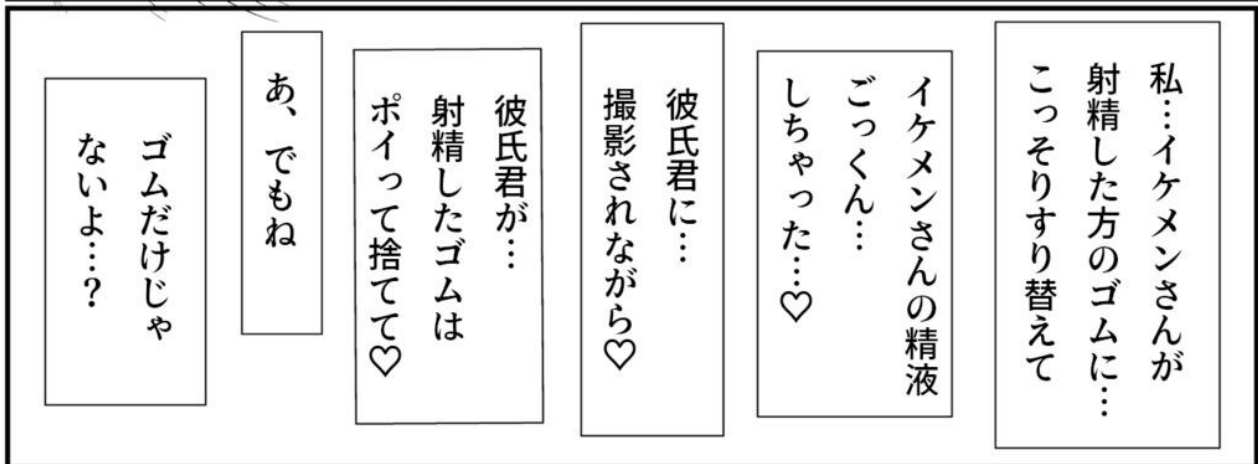 私…イケメンさんが
射精した方のゴムに…
こっそりすり替えて
イケメンさんの精液
ごっくん…
しちゃった…♡
彼氏君に…
撮影されながら♡
彼氏君が…
射精したゴムは
ポイって捨てて♡
あ、でもね
ゴムだけじゃ
ないよ…？